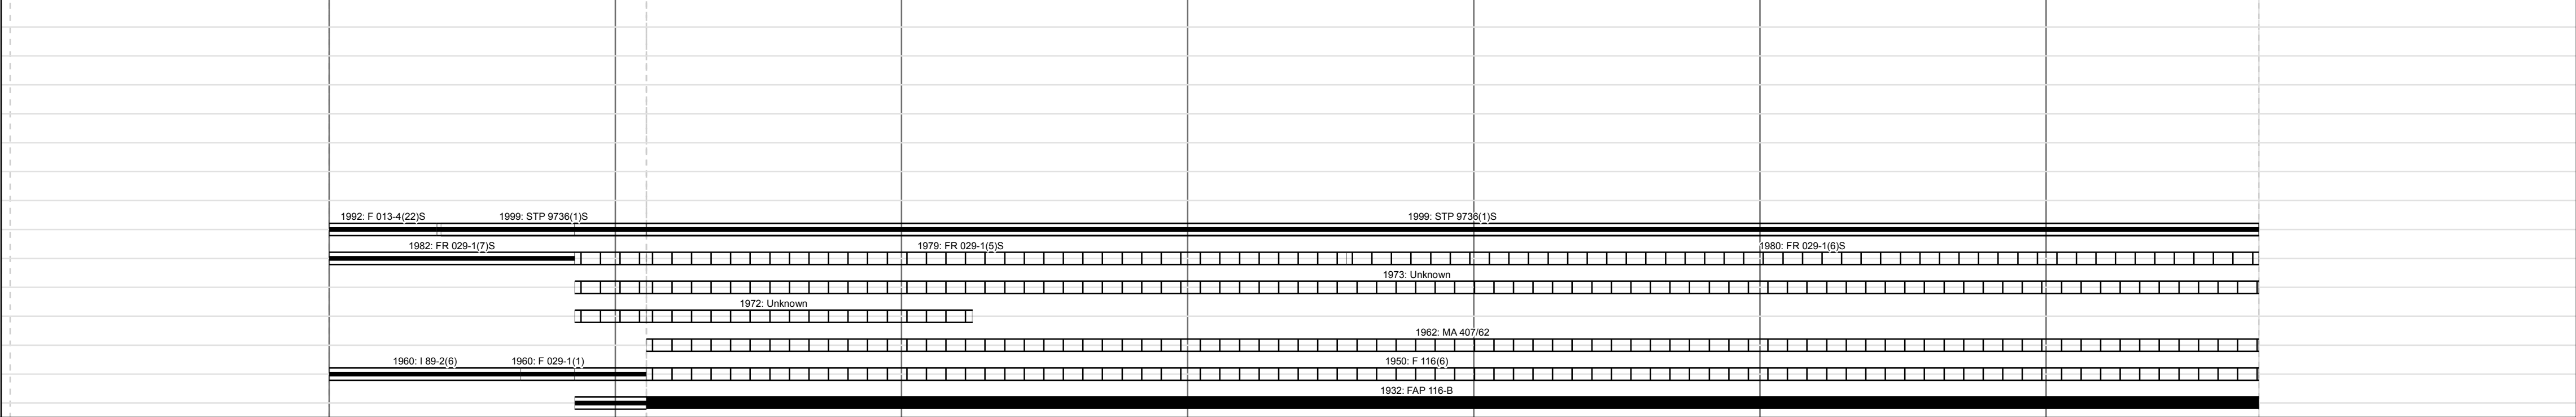 1992: F 013-4(22)S 1999: STP 9736(1)S 1999: STP 9736(1)S
1982: FR 029-1(7)S 1979: FR 029-1(5)S 1980: FR 029-1(6)S
1973: Unknown
1972: Unknown
1962: MA 407/62
1960: I 89-2(6) 1960: F 029-1(1) 1950: F 116(6)
1932: FAP 116-B